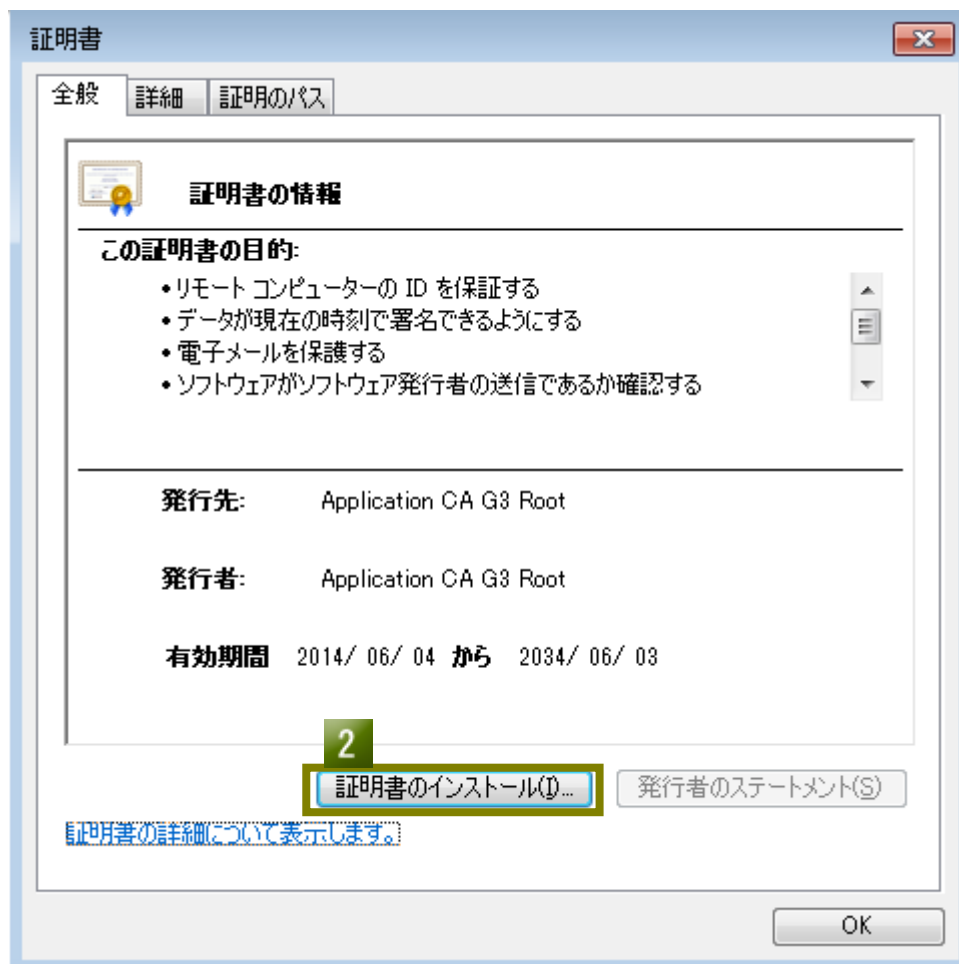 証明書
全般 詳細 証明のパス
証明書の情報
この証明書の目的:
•リモート コンピューターの ID を保証する
•データが現在の時刻で署名できるようにする
•電子メールを保護する
•ソフトウェアがソフトウェア発行者の送信であるか確認する
発行先: Application CA G3 Root
発行者: Application CA G3 Root
有効期間 2014/ 06/ 04 から 2034/ 06/ 03
2
証明書のインストール(I)... 発行者のステートメント(S)
証明書の詳細について表示します。
OK